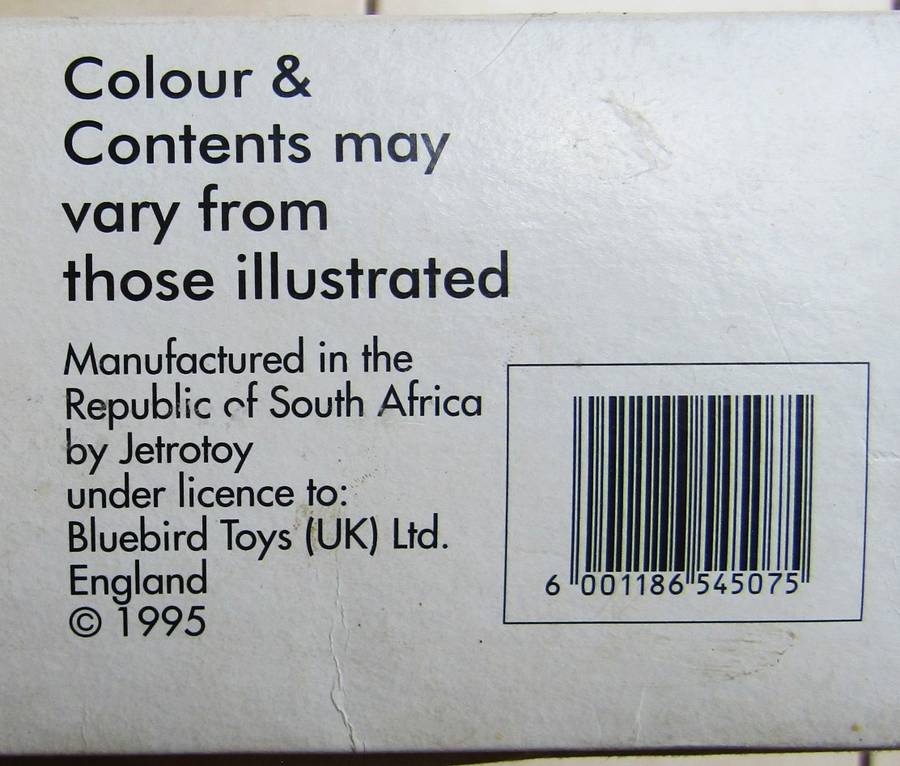 Colour &
Contents may
vary from
those illustrated
Manufactured in the
Republic of South Africa
by Jetrotoy
under licence to:
Bluebird Toys (UK) Ltd.
England
© 1995
6 001186 545075